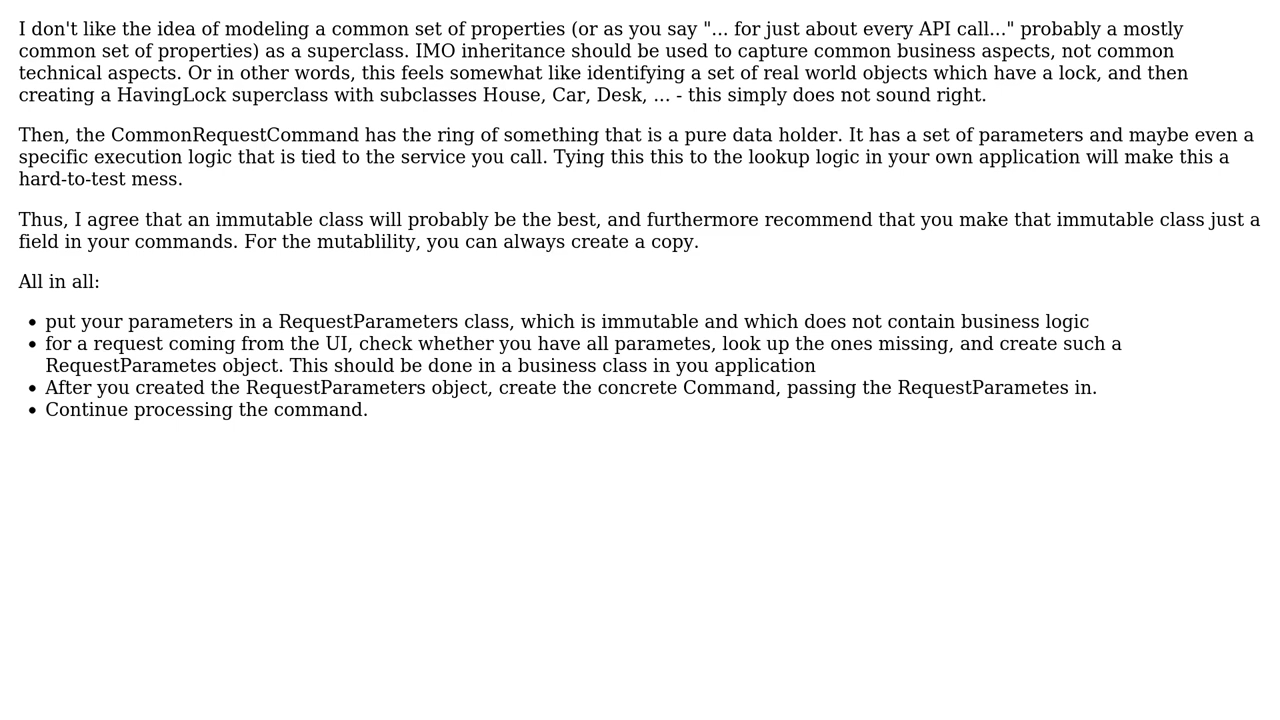 I don't like the idea of modeling a common set of properties (or as you say "... for just about every API call..." probably a mostly
common set of properties) as a superclass. IMO inheritance should be used to capture common business aspects, not common
technical aspects. Or in other words, this feels somewhat like identifying a set of real world objects which have a lock, and then
creating a HavingLock superclass with subclasses House, Car, Desk, ... - this simply does not sound right.
Then, the CommonRequestCommand has the ring of something that is a pure data holder. It has a set of parameters and maybe even a
specific execution logic that is tied to the service you call. Tying this this to the lookup logic in your own application will make this a
hard-to-test mess.
Thus, I agree that an immutable class will probably be the best, and furthermore recommend that you make that immutable class just a
field in your commands. For the mutablility, you can always create a copy.
All in all:
• put your parameters in a RequestParameters class, which is immutable and which does not contain business logic
• for a request coming from the UI, check whether you have all parametes, look up the ones missing, and create such a
RequestParametes object. This should be done in a business class in you application
• After you created the RequestParameters object, create the concrete Command, passing the RequestParametes in.
• Continue processing the command.